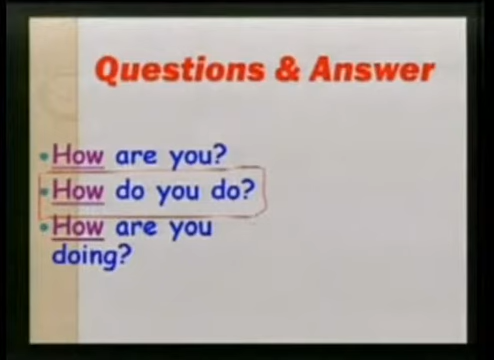 Questions & Answer
•How are you?
•How do you do?
•How are you
doing?